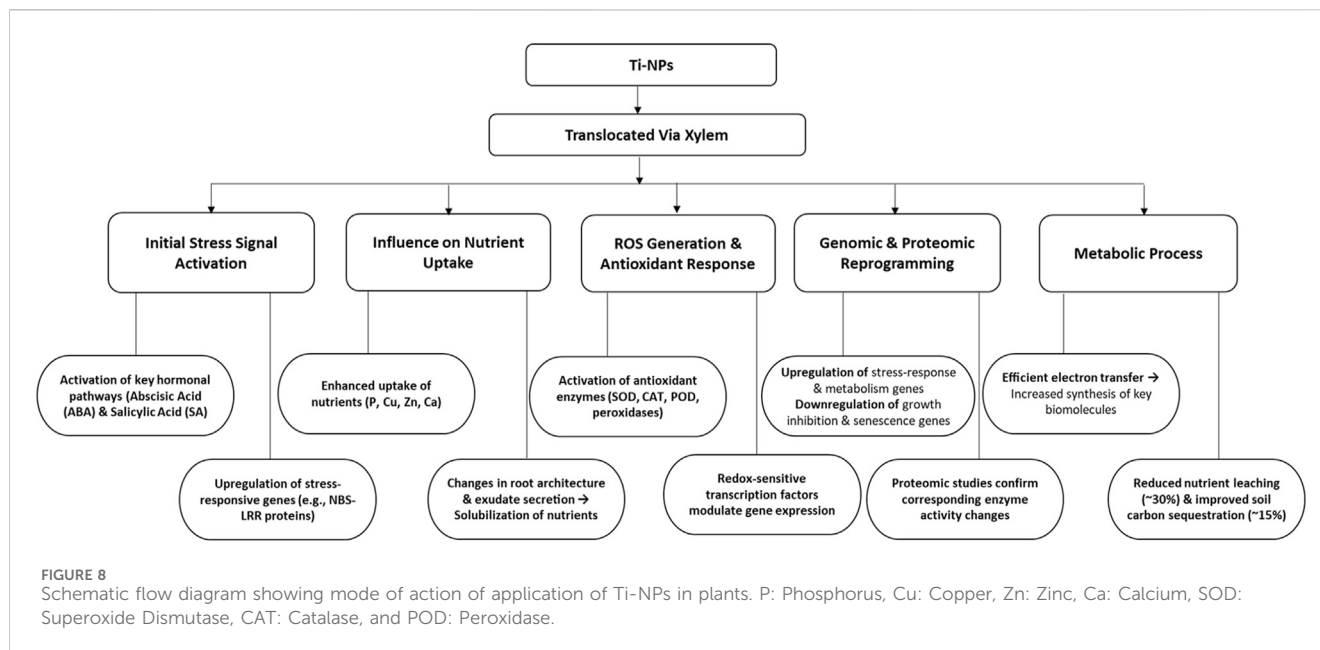 Ti-NPs
Translocated Via Xylem
Initial Stress Signal
Activation
Influence on Nutrient
Uptake
ROS Generation &
Antioxidant Response
Genomic & Proteomic
Reprogramming
Metabolic Process
Activation of key hormonal
pathways (Abscisic Acid
(ABA) & Salicylic Acid (SA)
Enhanced uptake of
nutrients (P, Cu, Zn, Ca)
Activation of antioxidant
enzymes (SOD, CAT, POD,
peroxidases)
Upregulation of stress-response
& metabolism genes
Downregulation of growth
inhibition & senescence genes
Efficient electron transfer →
Increased synthesis of key
biomolecules
Upregulation of stress-
responsive genes (e.g., NBS-
LRR proteins)
Changes in root architecture
& exudate secretion →
Solubilization of nutrients
Redox-sensitive
transcription factors
modulate gene expression
Proteomic studies confirm
corresponding enzyme
activity changes
Reduced nutrient leaching
(~30%) & improved soil
carbon sequestration (~15%)
FIGURE 8
Schematic flow diagram showing mode of action of application of Ti-NPs in plants. P: Phosphorus, Cu: Copper, Zn: Zinc, Ca: Calcium, SOD:
Superoxide Dismutase, CAT: Catalase, and POD: Peroxidase.